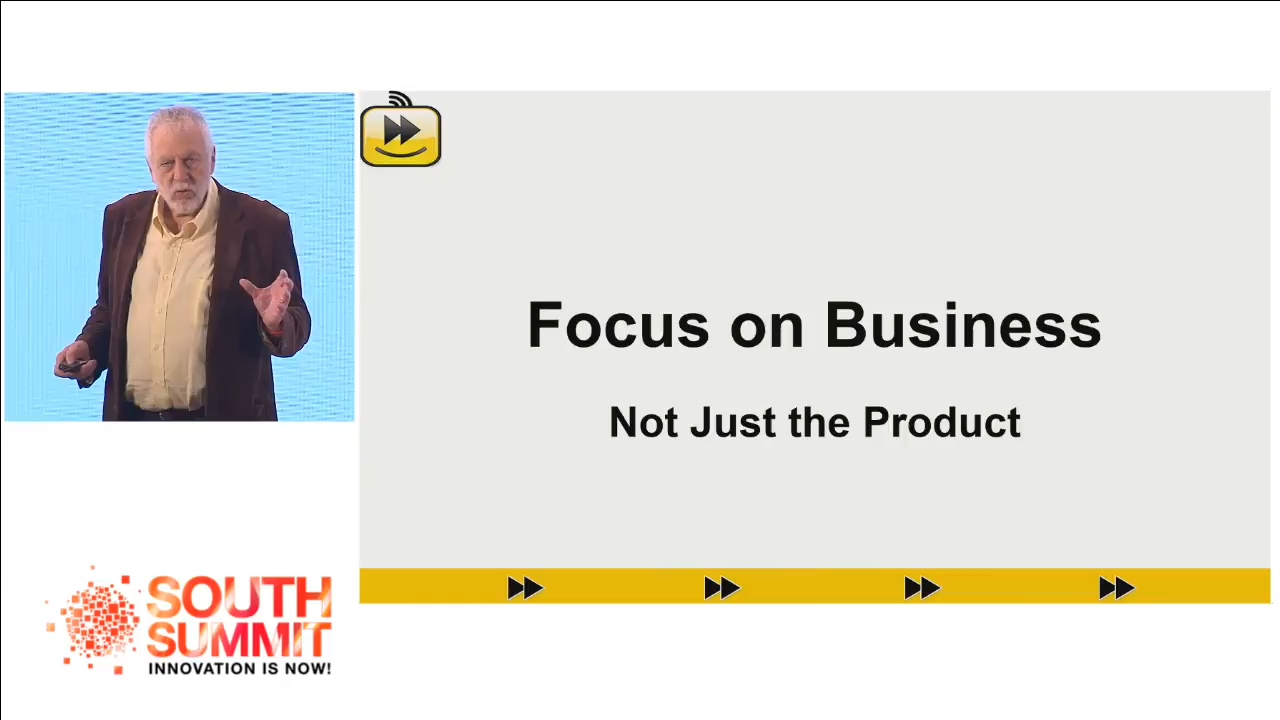 Focus on Business
Not Just the Product
SOUTH
SUMMIT
INNOVATION IS NOW!